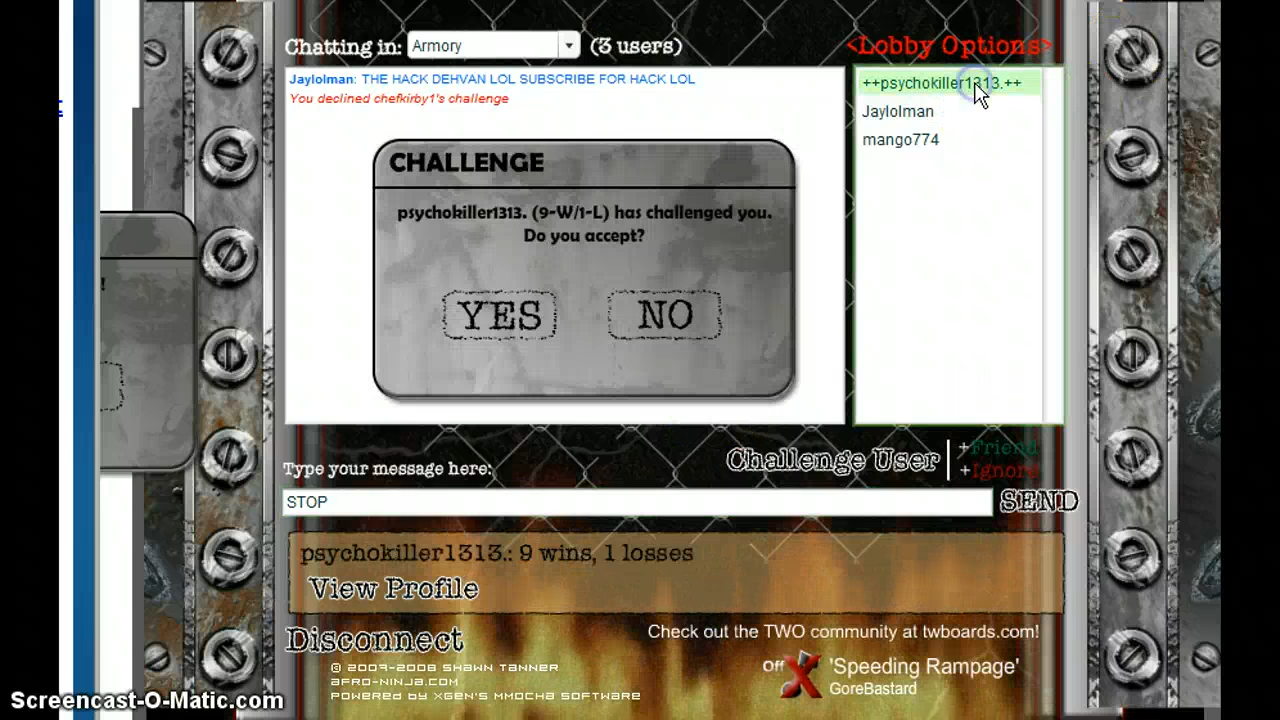 Chatting in: Armory (3 users)
<Lobby Options>
Jaylolman: THE HACK DEHVAN LOL SUBSCRIBE FOR HACK LOL
You declined chefkirby1's challenge
++psychokiller1313.++
Jaylolman
mango774
CHALLENGE
psychokiller1313. (9-W/1-L) has challenged you.
Do you accept?
YES NO
!
Challenge User
+Friend
+Ignore
Type your message here:
STOP
SEND
psychokiller1313.: 9 wins, 1 losses
View Profile
Disconnect
Check out the TWO community at twboards.com!
© 2007-2008 SHAWN TANNER
AFRO-NINJA.COM
POWERED BY XGEN'S MMOCHA SOFTWARE
Off 'Speeding Rampage'
GoreBastard
Screencast-O-Matic.com